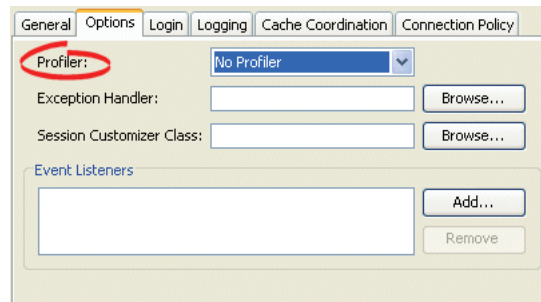 General Options Login Logging Cache Coordination Connection Policy
Profiler: No Profiler
Exception Handler: Browse...
Session Customizer Class: Browse...
Event Listeners
Add...
Remove